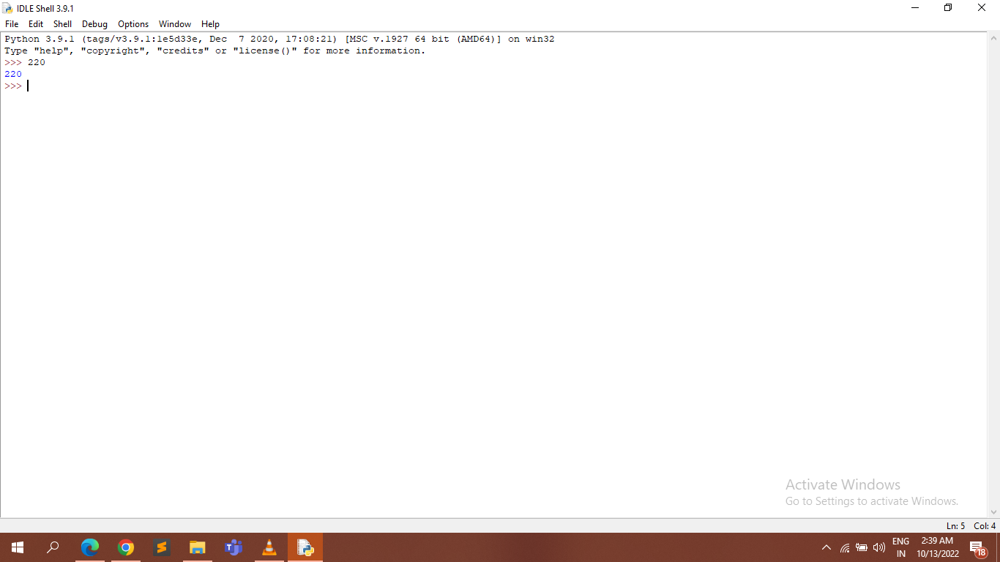 IDLE Shell 3.9.1
File Edit Shell Debug Options Window Help
Python 3.9.1 (tags/v3.9.1:1e5d33e, Dec  7 2020, 17:08:21) [MSC v.1927 64 bit (AMD64)] on win32
Type "help", "copyright", "credits" or "license()" for more information.
>>> 220
220
>>>
Activate Windows
Go to Settings to activate Windows.
Ln: 5 Col: 4
ENG 2:39 AM
IN 10/13/2022 18